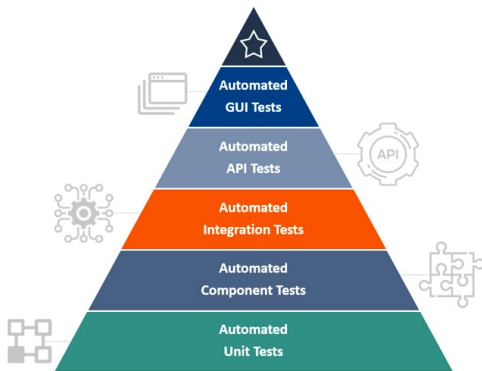 Automated
GUI Tests
Automated
API Tests
API
Automated
Integration Tests
Automated
Component Tests
Automated
Unit Tests